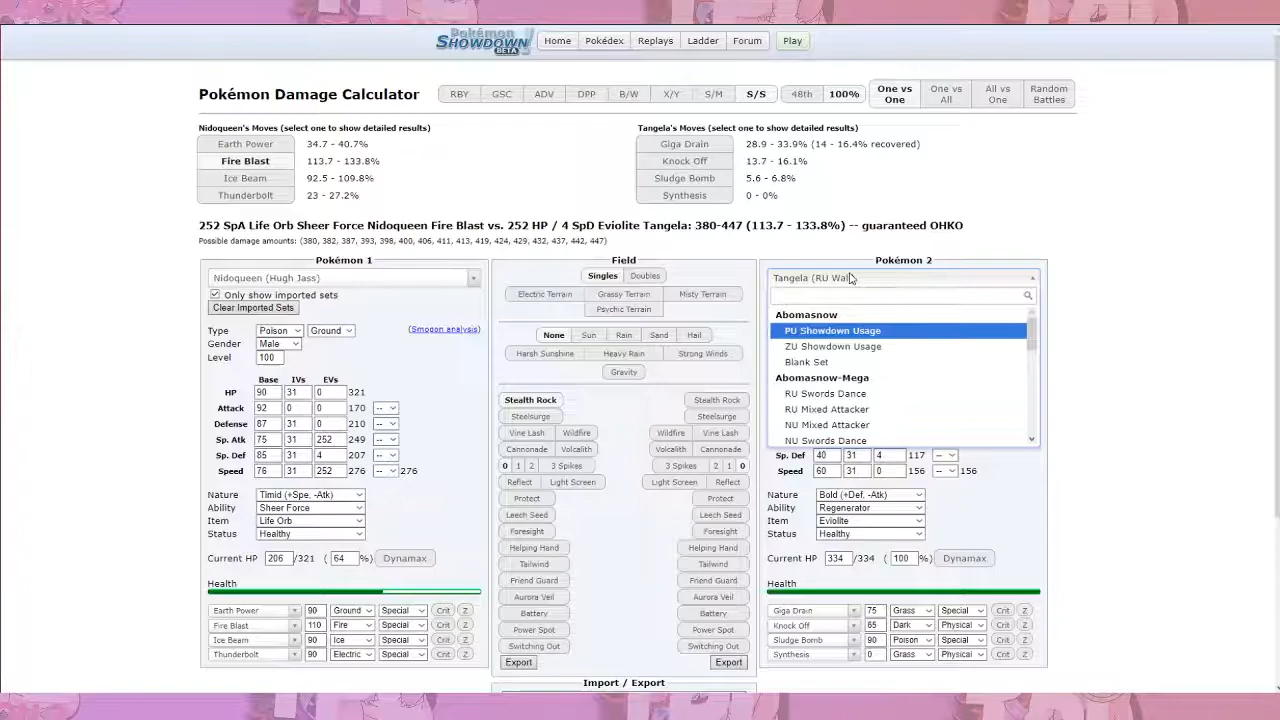 Pokémon
SHOWDOWN!
BETA
Home
Pokédex
Replays
Ladder
Forum
Play
Pokémon Damage Calculator
RBY
GSC
ADV
DPP
B/W
X/Y
S/M
S/S
48th
100%
One vs
One
One vs
All
All vs
One
Random
Battles
Nidoqueen's Moves (select one to show detailed results)
Earth Power 34.7 - 40.7%
Fire Blast 113.7 - 133.8%
Ice Beam 92.5 - 109.8%
Thunderbolt 23 - 27.2%
Tangela's Moves (select one to show detailed results)
Giga Drain 28.9 - 33.9% (14 - 16.4% recovered)
Knock Off 13.7 - 16.1%
Sludge Bomb 5.6 - 6.8%
Synthesis 0 - 0%
252 SpA Life Orb Sheer Force Nidoqueen Fire Blast vs. 252 HP / 4 SpD Eviolite Tangela: 380-447 (113.7 - 133.8%) -- guaranteed OHKO
Possible damage amounts: (380, 382, 387, 393, 398, 400, 406, 411, 413, 419, 424, 429, 432, 437, 442, 447)
Pokémon 1
Nidoqueen (Hugh Jass)
Only show imported sets
Clear Imported Sets
Type Poison Ground (Smogon analysis)
Gender Male
Level 100
Base IVs EVs
HP 90 31 0 321
Attack 92 0 0 170 --
Defense 87 31 0 210 --
Sp. Atk 75 31 252 249 --
Sp. Def 85 31 4 207 --
Speed 76 31 252 276 -- 276
Nature Timid (+Spe, -Atk)
Ability Sheer Force
Item Life Orb
Status Healthy
Current HP 206 /321 ( 64 %) Dynamax
Health
Earth Power 90 Ground Special Crit Z
Fire Blast 110 Fire Special Crit Z
Ice Beam 90 Ice Special Crit Z
Thunderbolt 90 Electric Special Crit Z
Field
Singles Doubles
Electric Terrain Grassy Terrain Misty Terrain
Psychic Terrain
None Sun Rain Sand Hail
Harsh Sunshine Heavy Rain Strong Winds
Gravity
Stealth Rock Stealth Rock
Steelsurge Steelsurge
Vine Lash Wildfire Wildfire Vine Lash
Cannonade Volcalith Volcalith Cannonade
0 1 2 3 Spikes 3 Spikes 2 1 0
Reflect Light Screen Light Screen Reflect
Protect Protect
Leech Seed Leech Seed
Foresight Foresight
Helping Hand Helping Hand
Tailwind Tailwind
Friend Guard Friend Guard
Aurora Veil Aurora Veil
Battery Battery
Power Spot Power Spot
Switching Out Switching Out
Export Export
Import / Export
Pokémon 2
Tangela (RU Wall
Abomasnow
PU Showdown Usage
ZU Showdown Usage
Blank Set
Abomasnow-Mega
RU Swords Dance
RU Mixed Attacker
NU Mixed Attacker
NU Swords Dance
Sp. Def 40 31 4 117 --
Speed 60 31 0 156 -- 156
Nature Bold (+Def, -Atk)
Ability Regenerator
Item Eviolite
Status Healthy
Current HP 334 /334 ( 100 %) Dynamax
Health
Giga Drain 75 Grass Special Crit Z
Knock Off 65 Dark Physical Crit Z
Sludge Bomb 90 Poison Special Crit Z
Synthesis 0 Grass Physical Crit Z